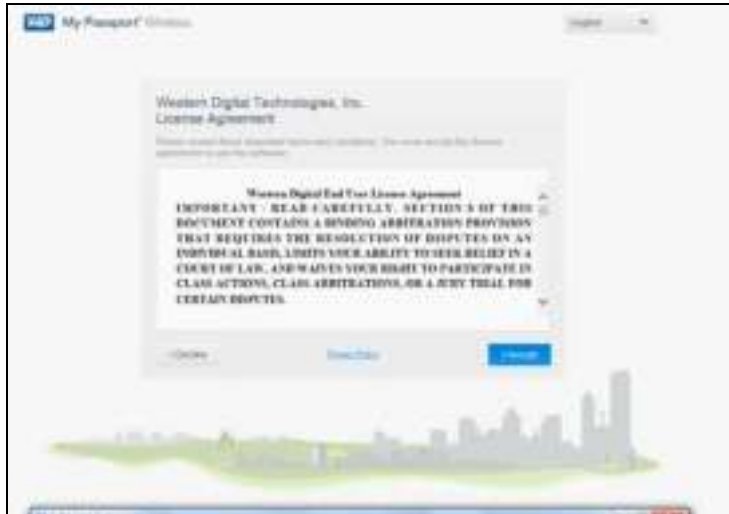 WD My Passport Wireless
English
Western Digital Technologies, Inc.
License Agreement
Western Digital End User License Agreement
IMPORTANT - READ CAREFULLY. SECTION 8 OF THIS
DOCUMENT CONTAINS A BINDING ARBITRATION PROVISION
THAT REQUIRES THE RESOLUTION OF DISPUTES ON AN
INDIVIDUAL BASIS, LIMITS YOUR ABILITY TO SEEK RELIEF IN A
COURT OF LAW, AND WAIVES YOUR RIGHT TO PARTICIPATE IN
CLASS ACTIONS, CLASS ARBITRATIONS, OR A JURY TRIAL FOR
CERTAIN DISPUTES.
Privacy Policy